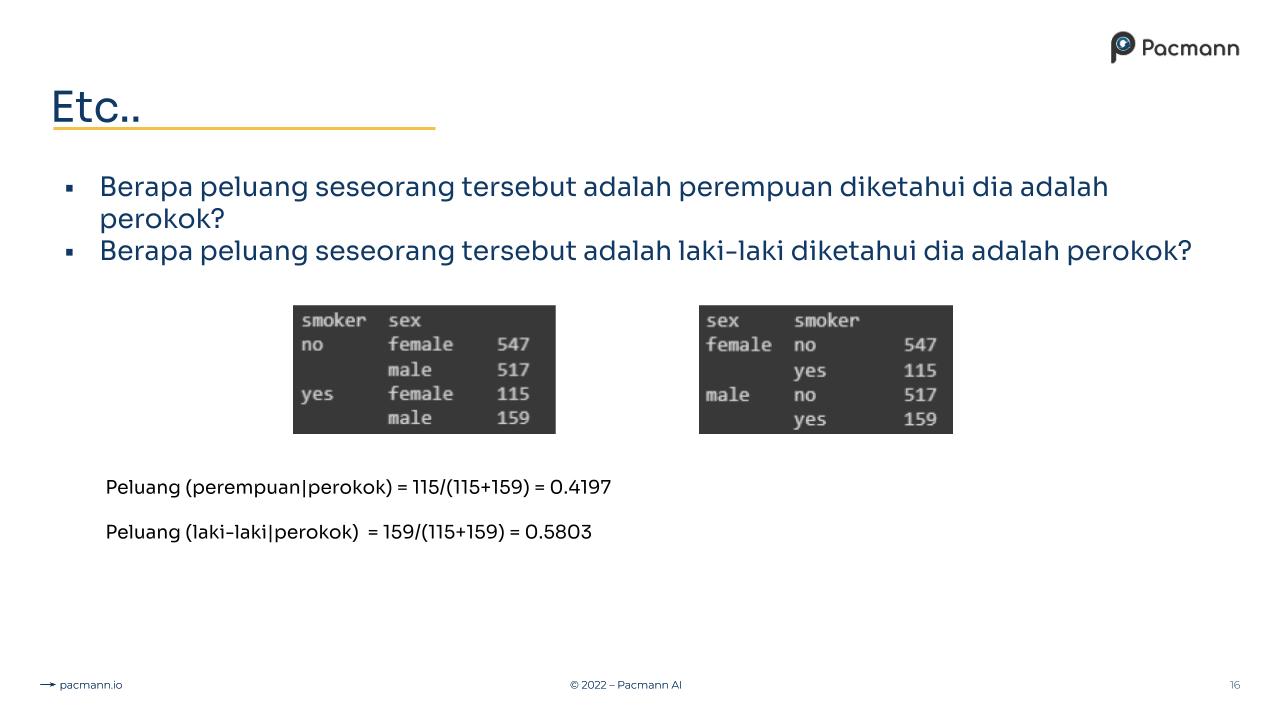 Pacmann
Etc..
▪ Berapa peluang seseorang tersebut adalah perempuan diketahui dia adalah
perokok?
▪ Berapa peluang seseorang tersebut adalah laki-laki diketahui dia adalah perokok?
smoker sex
no female 547
male 517
yes female 115
male 159
sex smoker
female no 547
yes 115
male no 517
yes 159
Peluang (perempuan|perokok) = 115/(115+159) = 0.4197
Peluang (laki-laki|perokok) = 159/(115+159) = 0.5803
pacmann.io
© 2022 – Pacmann AI
16